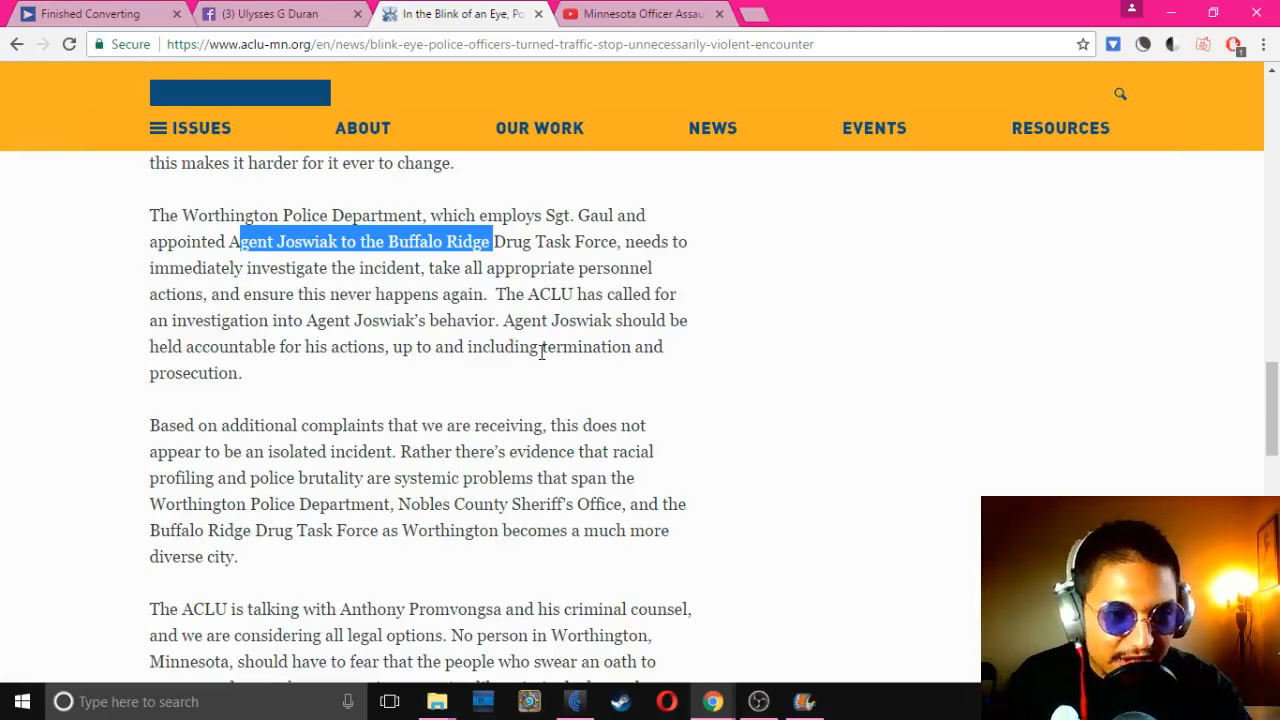 Finished Converting
(3) Ulysses G Duran
In the Blink of an Eye, Po
Minnesota Officer Assau
Secure
https://www.aclu-mn.org/en/news/blink-eye-police-officers-turned-traffic-stop-unnecessarily-violent-encounter
1
ISSUES
ABOUT
OUR WORK
NEWS
EVENTS
RESOURCES
this makes it harder for it ever to change.
The Worthington Police Department, which employs Sgt. Gaul and
appointed Agent Joswiak to the Buffalo Ridge Drug Task Force, needs to
immediately investigate the incident, take all appropriate personnel
actions, and ensure this never happens again.  The ACLU has called for
an investigation into Agent Joswiak’s behavior. Agent Joswiak should be
held accountable for his actions, up to and including termination and
prosecution.
Based on additional complaints that we are receiving, this does not
appear to be an isolated incident. Rather there’s evidence that racial
profiling and police brutality are systemic problems that span the
Worthington Police Department, Nobles County Sheriff’s Office, and the
Buffalo Ridge Drug Task Force as Worthington becomes a much more
diverse city.
The ACLU is talking with Anthony Promvongsa and his criminal counsel,
and we are considering all legal options. No person in Worthington,
Minnesota, should have to fear that the people who swear an oath to
Type here to search